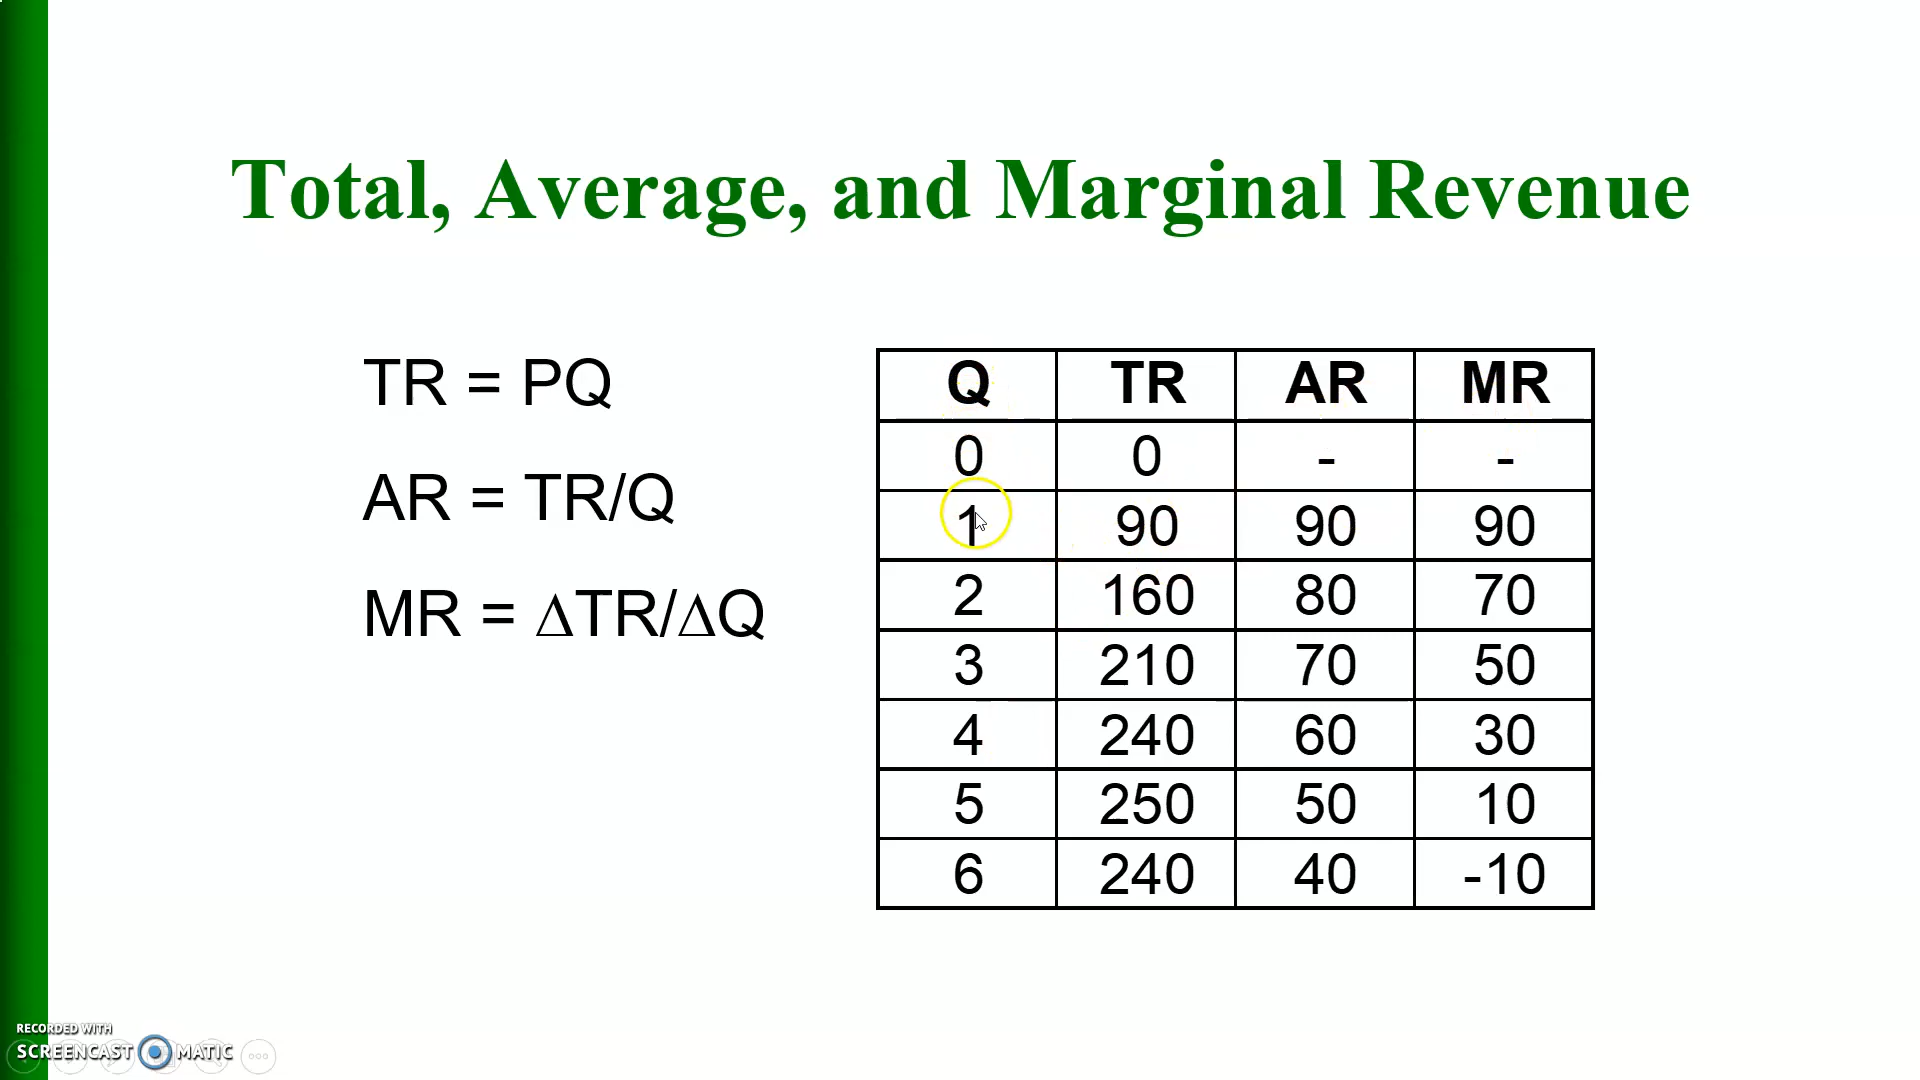 Total, Average, and Marginal Revenue
TR = PQ
AR = TR/Q
MR = ∆TR/∆Q
Q TR AR MR
0 0 - -
1 90 90 90
2 160 80 70
3 210 70 50
4 240 60 30
5 250 50 10
6 240 40 -10
RECORDED WITH
SCREENCAST MATIC